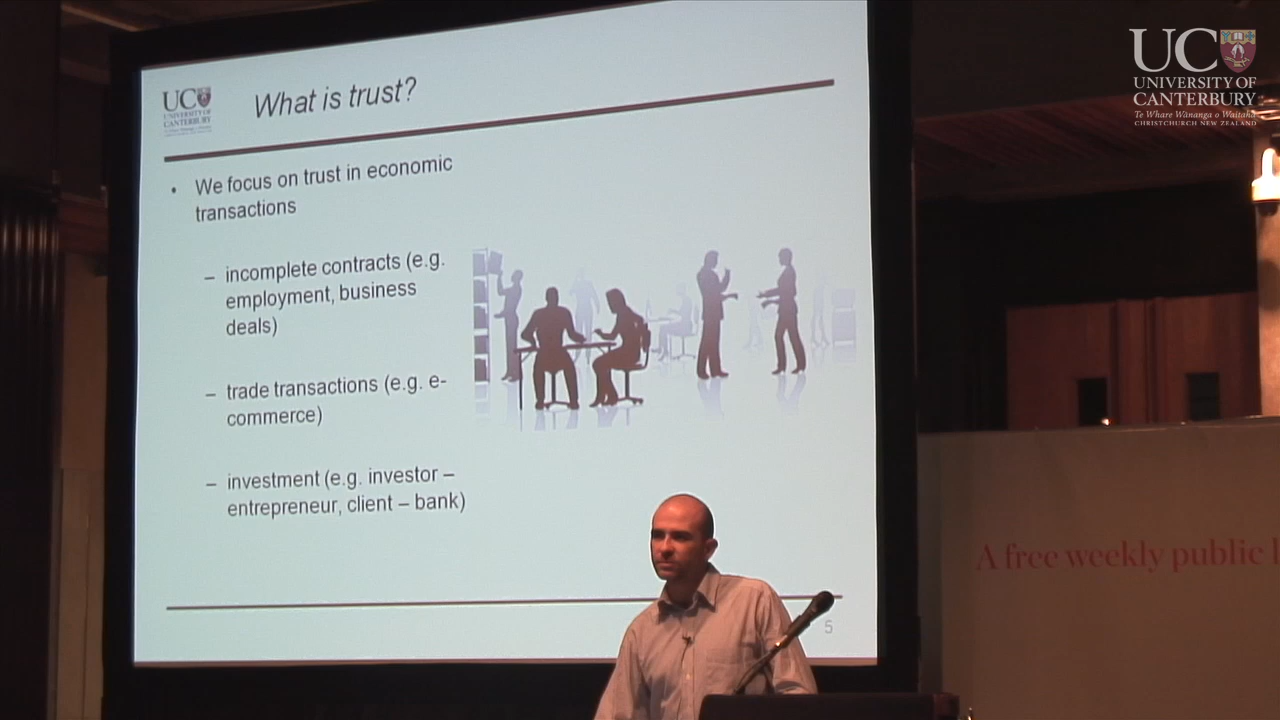 UC
UNIVERSITY OF
CANTERBURY
Te Whare Wānanga o Waitaha
CHRISTCHURCH NEW ZEALAND
UC
UNIVERSITY OF
CANTERBURY
What is trust?
• We focus on trust in economic
transactions
– incomplete contracts (e.g.
employment, business
deals)
– trade transactions (e.g. e-
commerce)
– investment (e.g. investor –
entrepreneur, client – bank)
5
A free weekly public